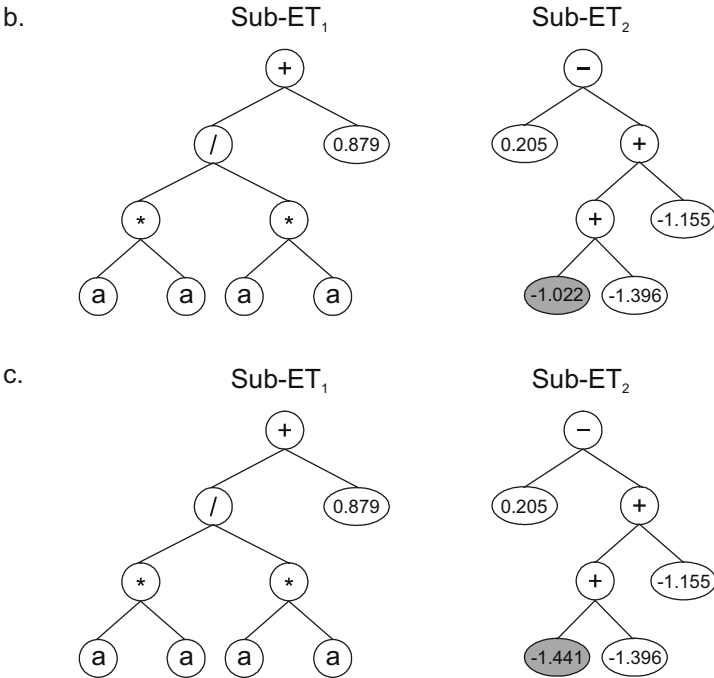 b. Sub-ET₁ Sub-ET₂
+ −
/ 0.879 0.205 +
* * + -1.155
a a a a -1.022 -1.396
c. Sub-ET₁ Sub-ET₂
+ −
/ 0.879 0.205 +
* * + -1.155
a a a a -1.441 -1.396